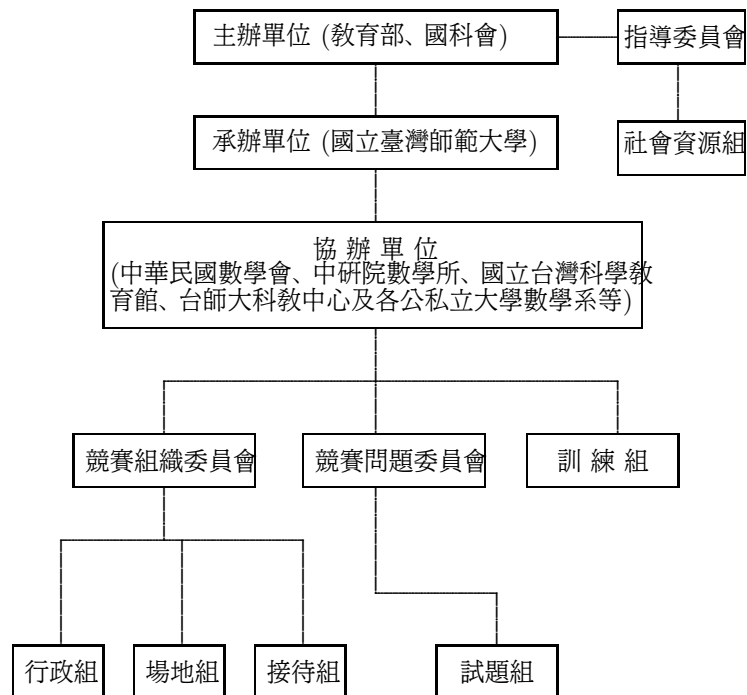 主辦單位 (教育部、國科會)
指導委員會
承辦單位 (國立臺灣師範大學)
社會資源組
協 辦 單 位
(中華民國數學會、中研院數學所、國立台灣科學教
育館、台師大科教中心及各公私立大學數學系等)
競賽組織委員會
競賽問題委員會
訓 練 組
行政組
場地組
接待組
試題組